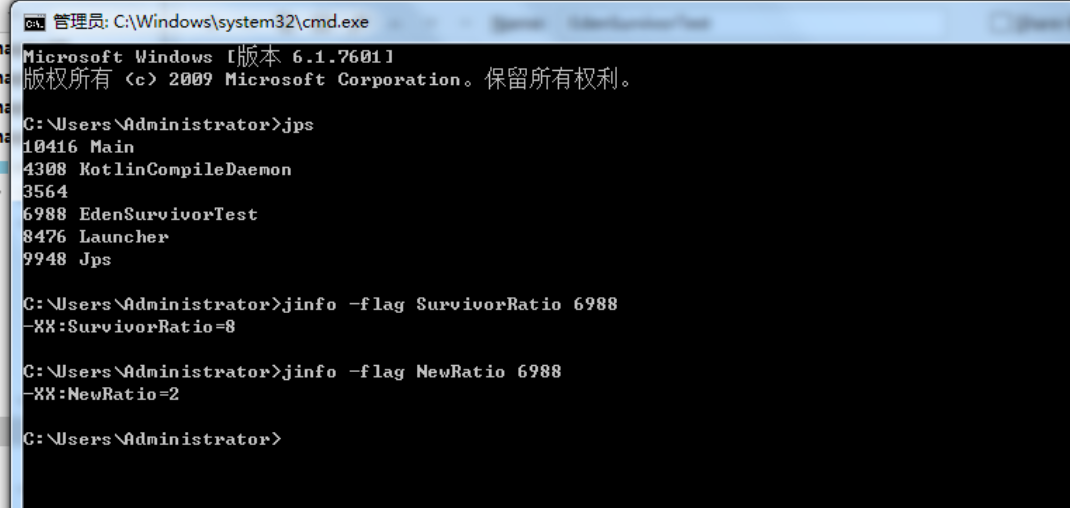 管理员: C:\Windows\system32\cmd.exe
Microsoft Windows [版本 6.1.7601]
版权所有 (c) 2009 Microsoft Corporation。保留所有权利。
C:\Users\Administrator>jps
10416 Main
4308 KotlinCompileDaemon
3564
6988 EdenSurvivorTest
8476 Launcher
9948 Jps
C:\Users\Administrator>jinfo -flag SurvivorRatio 6988
-XX:SurvivorRatio=8
C:\Users\Administrator>jinfo -flag NewRatio 6988
-XX:NewRatio=2
C:\Users\Administrator>